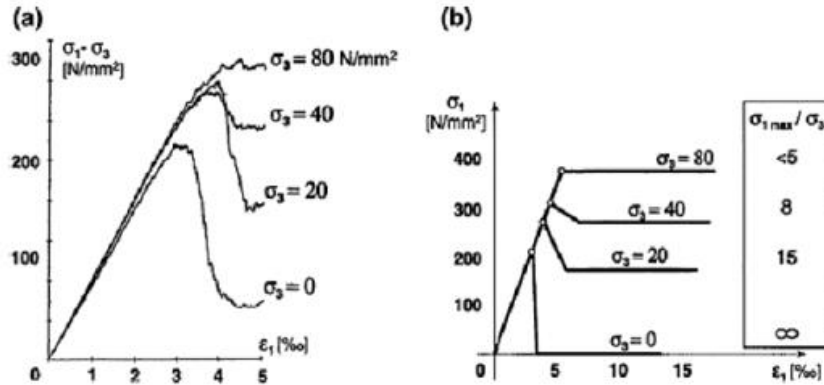 (a)
300
σ₁- σ₃
[N/mm²]
200
100
0
1
2
3
4
5
ε₁ [‰]
σ₃= 80 N/mm²
σ₃= 40
σ₃= 20
σ₃= 0
(b)
σ₁
[N/mm²]
400
300
200
100
0
5
10
15
ε₁ [‰]
σ₃= 80
σ₃= 40
σ₃= 20
σ₃= 0
σ₁ max / σ₃
<5
8
15
∞